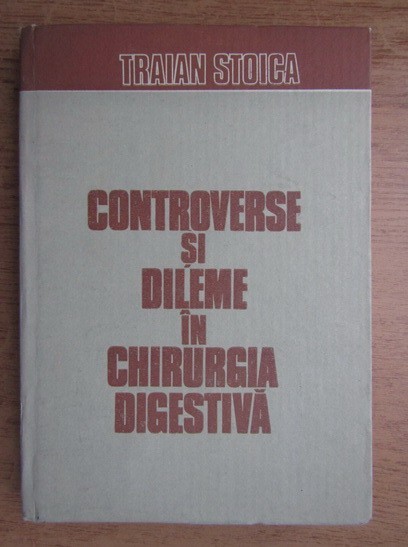 TRAIAN STOICA
CONTROVERSE
ȘI
DILEME
ÎN
CHIRURGIA
DIGESTIVĂ